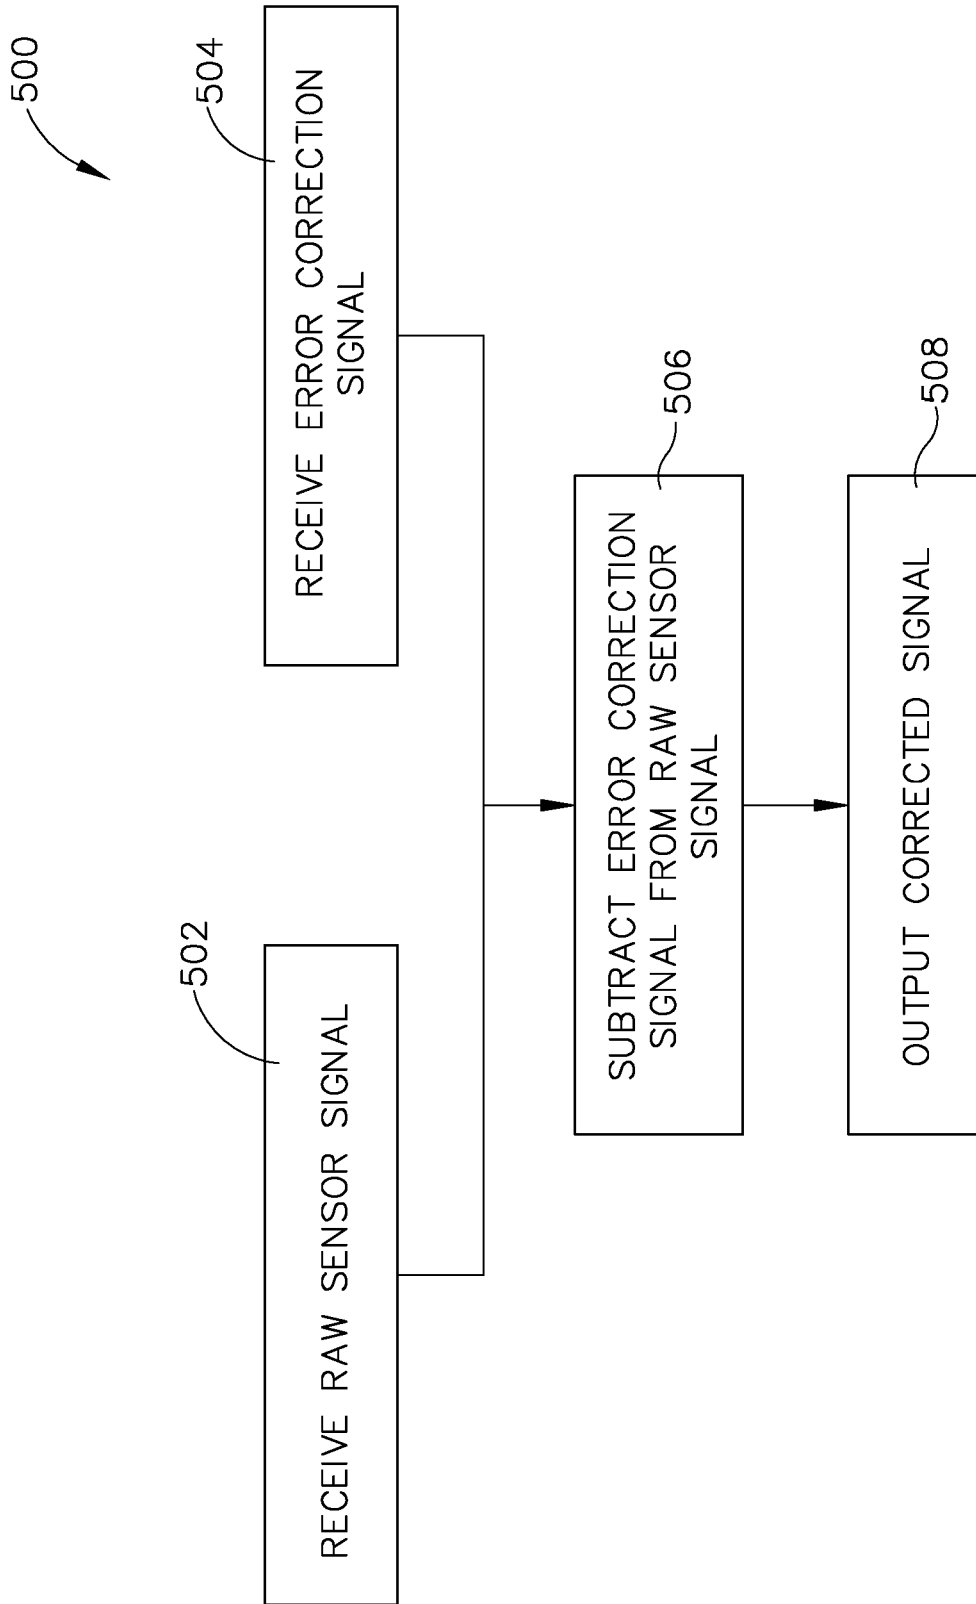 500
502
RECEIVE RAW SENSOR SIGNAL
504
RECEIVE ERROR CORRECTION
SIGNAL
506
SUBTRACT ERROR CORRECTION
SIGNAL FROM RAW SENSOR
SIGNAL
508
OUTPUT CORRECTED SIGNAL